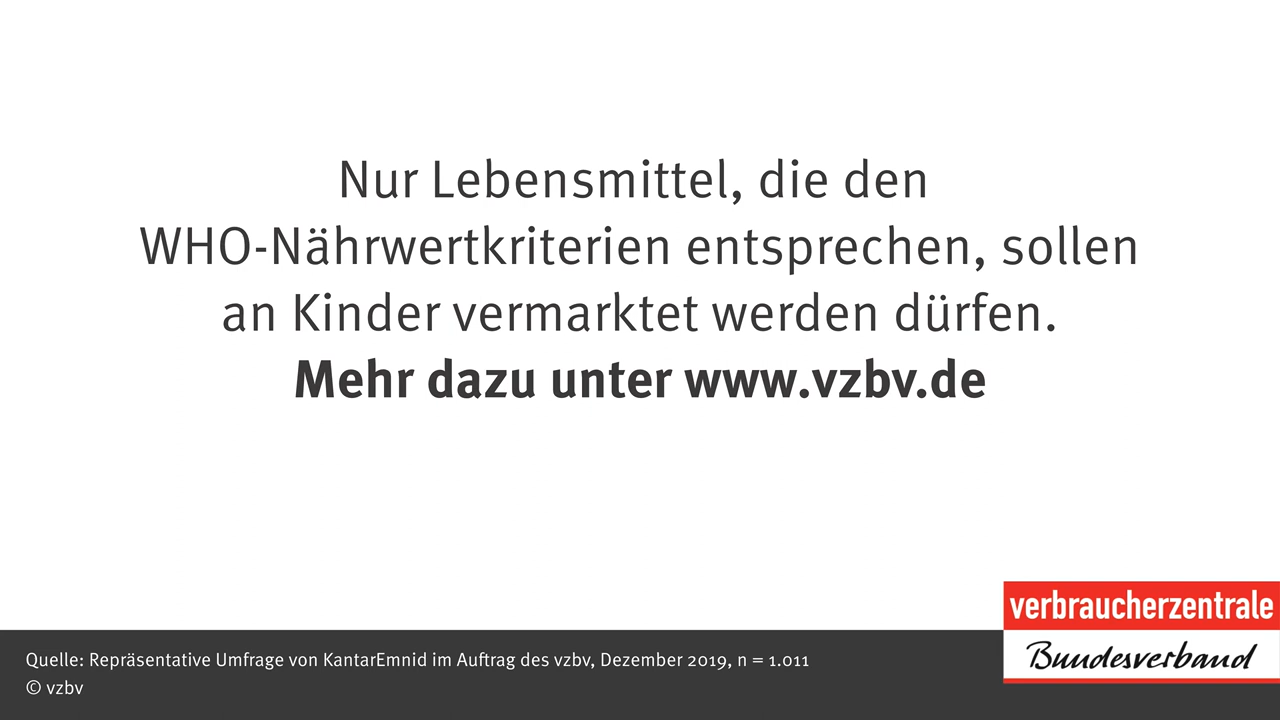 Nur Lebensmittel, die den
WHO-Nährwertkriterien entsprechen, sollen
an Kinder vermarktet werden dürfen.
Mehr dazu unter www.vzbv.de
verbraucherzentrale
Bundesverband
Quelle: Repräsentative Umfrage von KantarEmnid im Auftrag des vzbv, Dezember 2019, n = 1.011
© vzbv